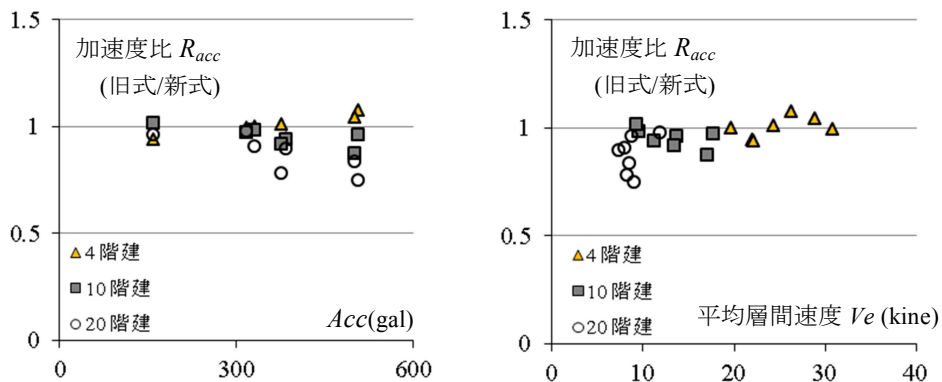 1.5
加速度比 Racc
(旧式/新式)
1
0.5
4階建
10階建
20階建
Acc(gal)
0
0
300
600
1.5
加速度比 Racc
(旧式/新式)
1
0.5
4階建
10階建
20階建
平均層間速度 Ve (kine)
0
0
10
20
30
40